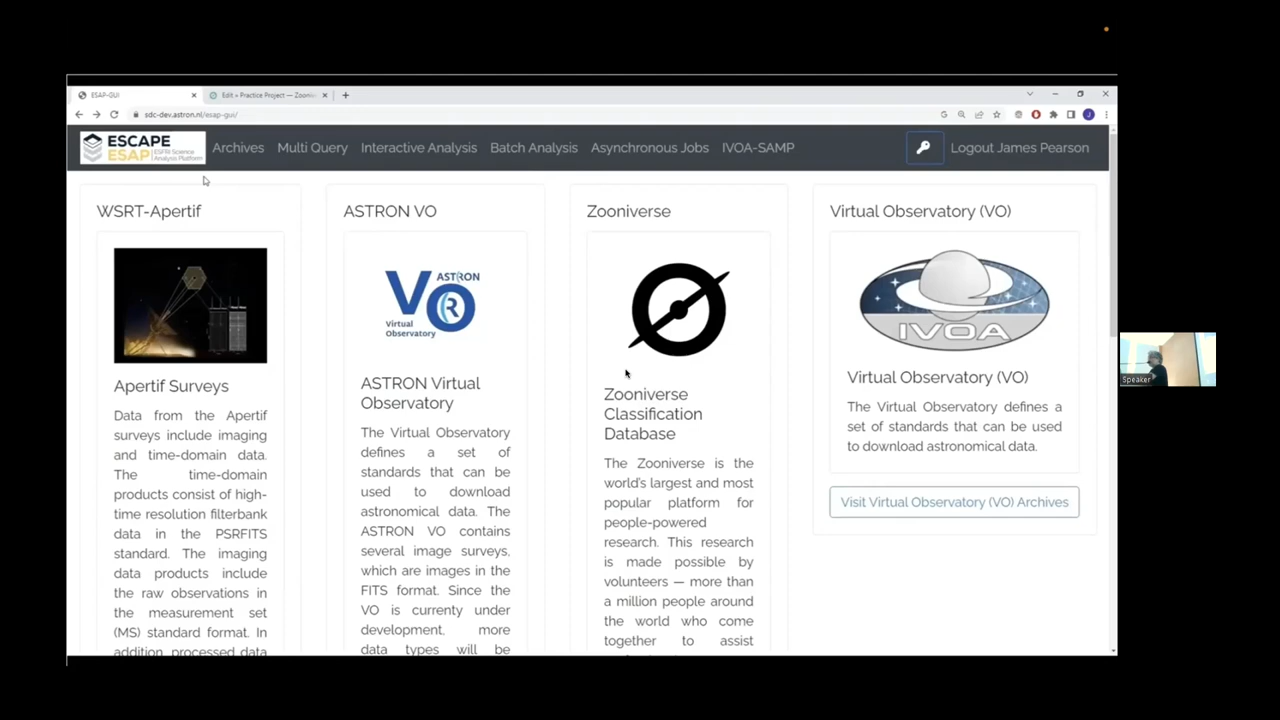 ESAP-GUI
Edit » Practice Project — Zooniv
sdc-dev.astron.nl/esap-gui/
ESCAPE
ESAP ESFRI Science Analysis Platform
Archives Multi Query Interactive Analysis Batch Analysis Asynchronous Jobs IVOA-SAMP Logout James Pearson
WSRT-Apertif
Apertif Surveys
Data from the Apertif
surveys include imaging
and time-domain data.
The time-domain
products consist of high-
time resolution filterbank
data in the PSRFITS
standard. The imaging
data products include
the raw observations in
the measurement set
(MS) standard format. In
addition, processed data
ASTRON VO
ASTRON
VO
Virtual
Observatory
ASTRON Virtual
Observatory
The Virtual Observatory
defines a set of
standards that can be
used to download
astronomical data. The
ASTRON VO contains
several image surveys,
which are images in the
FITS format. Since the
VO is currenty under
development, more
data types will be
Zooniverse
Zooniverse
Classification
Database
The Zooniverse is the
world's largest and most
popular platform for
people-powered
research. This research
is made possible by
volunteers — more than
a million people around
the world who come
together to assist
Virtual Observatory (VO)
IVOA
Virtual Observatory (VO)
The Virtual Observatory defines a
set of standards that can be used
to download astronomical data.
Visit Virtual Observatory (VO) Archives
Speaker